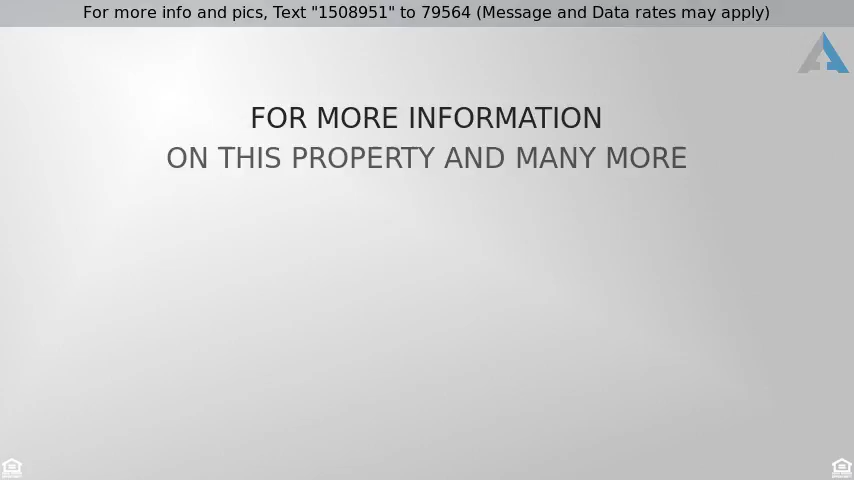 For more info and pics, Text "1508951" to 79564 (Message and Data rates may apply)
FOR MORE INFORMATION
ON THIS PROPERTY AND MANY MORE